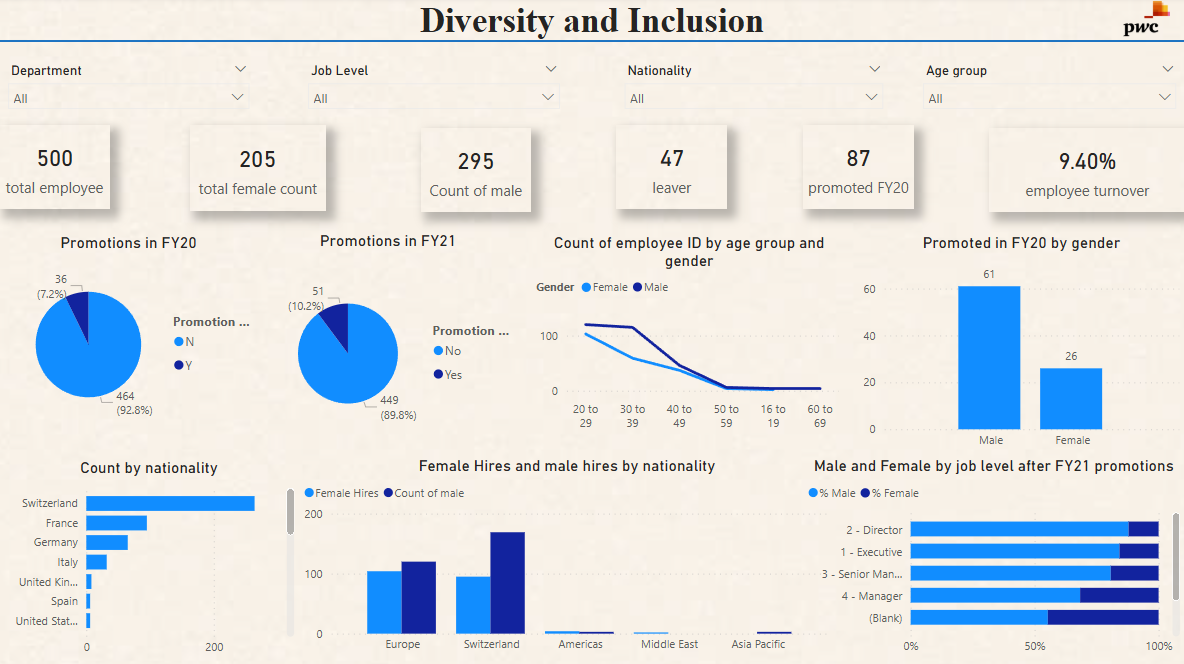 Diversity and Inclusion
pwc
Department
Job Level
Nationality
Age group
All
All
All
All
500
total employee
205
total female count
295
Count of male
47
leaver
87
promoted FY20
9.40%
employee turnover
Promotions in FY20
36
(7.2%)
464
(92.8%)
Promotion ...
N
Y
Promotions in FY21
51
(10.2%)
449
(89.8%)
Promotion ...
No
Yes
Count of employee ID by age group and
gender
Gender Female Male
100
0
20 to
29
30 to
39
40 to
49
50 to
59
16 to
19
60 to
69
Promoted in FY20 by gender
60
40
20
0
61
26
Male
Female
Count by nationality
Switzerland
France
Germany
Italy
United Kin...
Spain
United Stat...
0 200
Female Hires and male hires by nationality
Female Hires Count of male
200
100
0
Europe Switzerland Americas Middle East Asia Pacific
Male and Female by job level after FY21 promotions
% Male % Female
2 - Director
1 - Executive
3 - Senior Man...
4 - Manager
(Blank)
0% 50% 100%